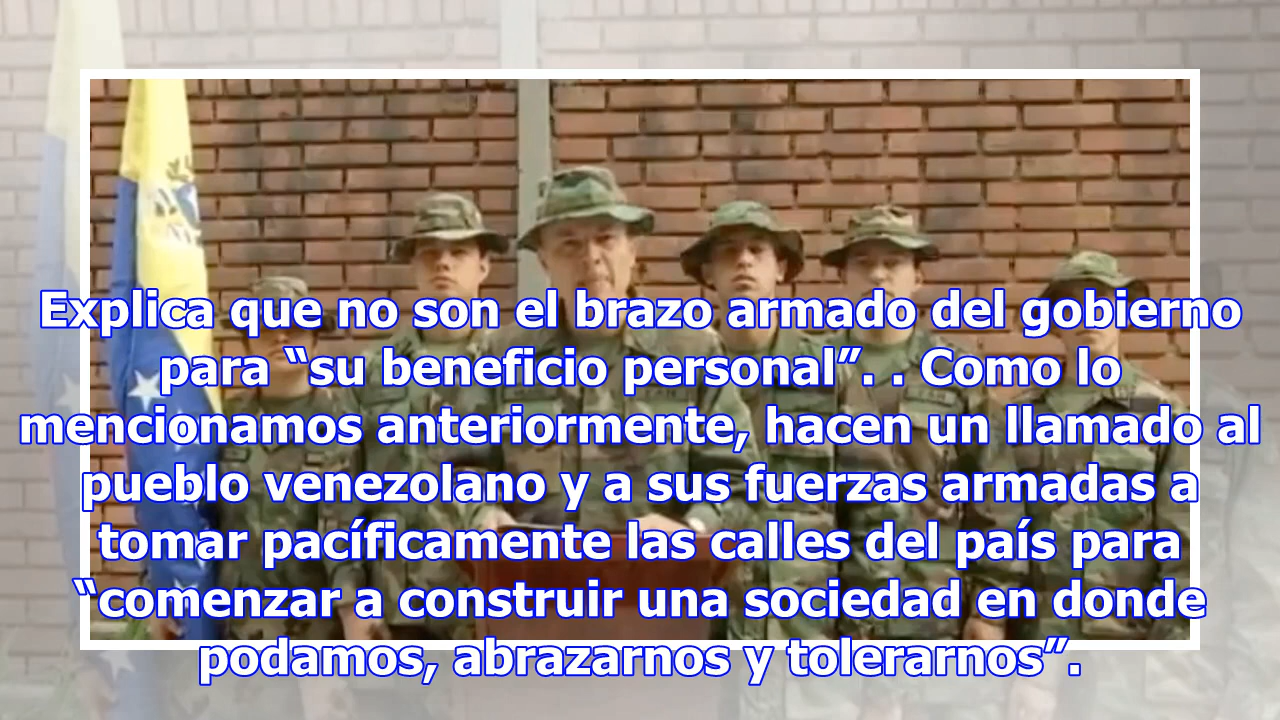 Explica que no son el brazo armado del gobierno
para “su beneficio personal”. . Como lo
mencionamos anteriormente, hacen un llamado al
pueblo venezolano y a sus fuerzas armadas a
tomar pacíficamente las calles del país para
“comenzar a construir una sociedad en donde
podamos, abrazarnos y tolerarnos”.